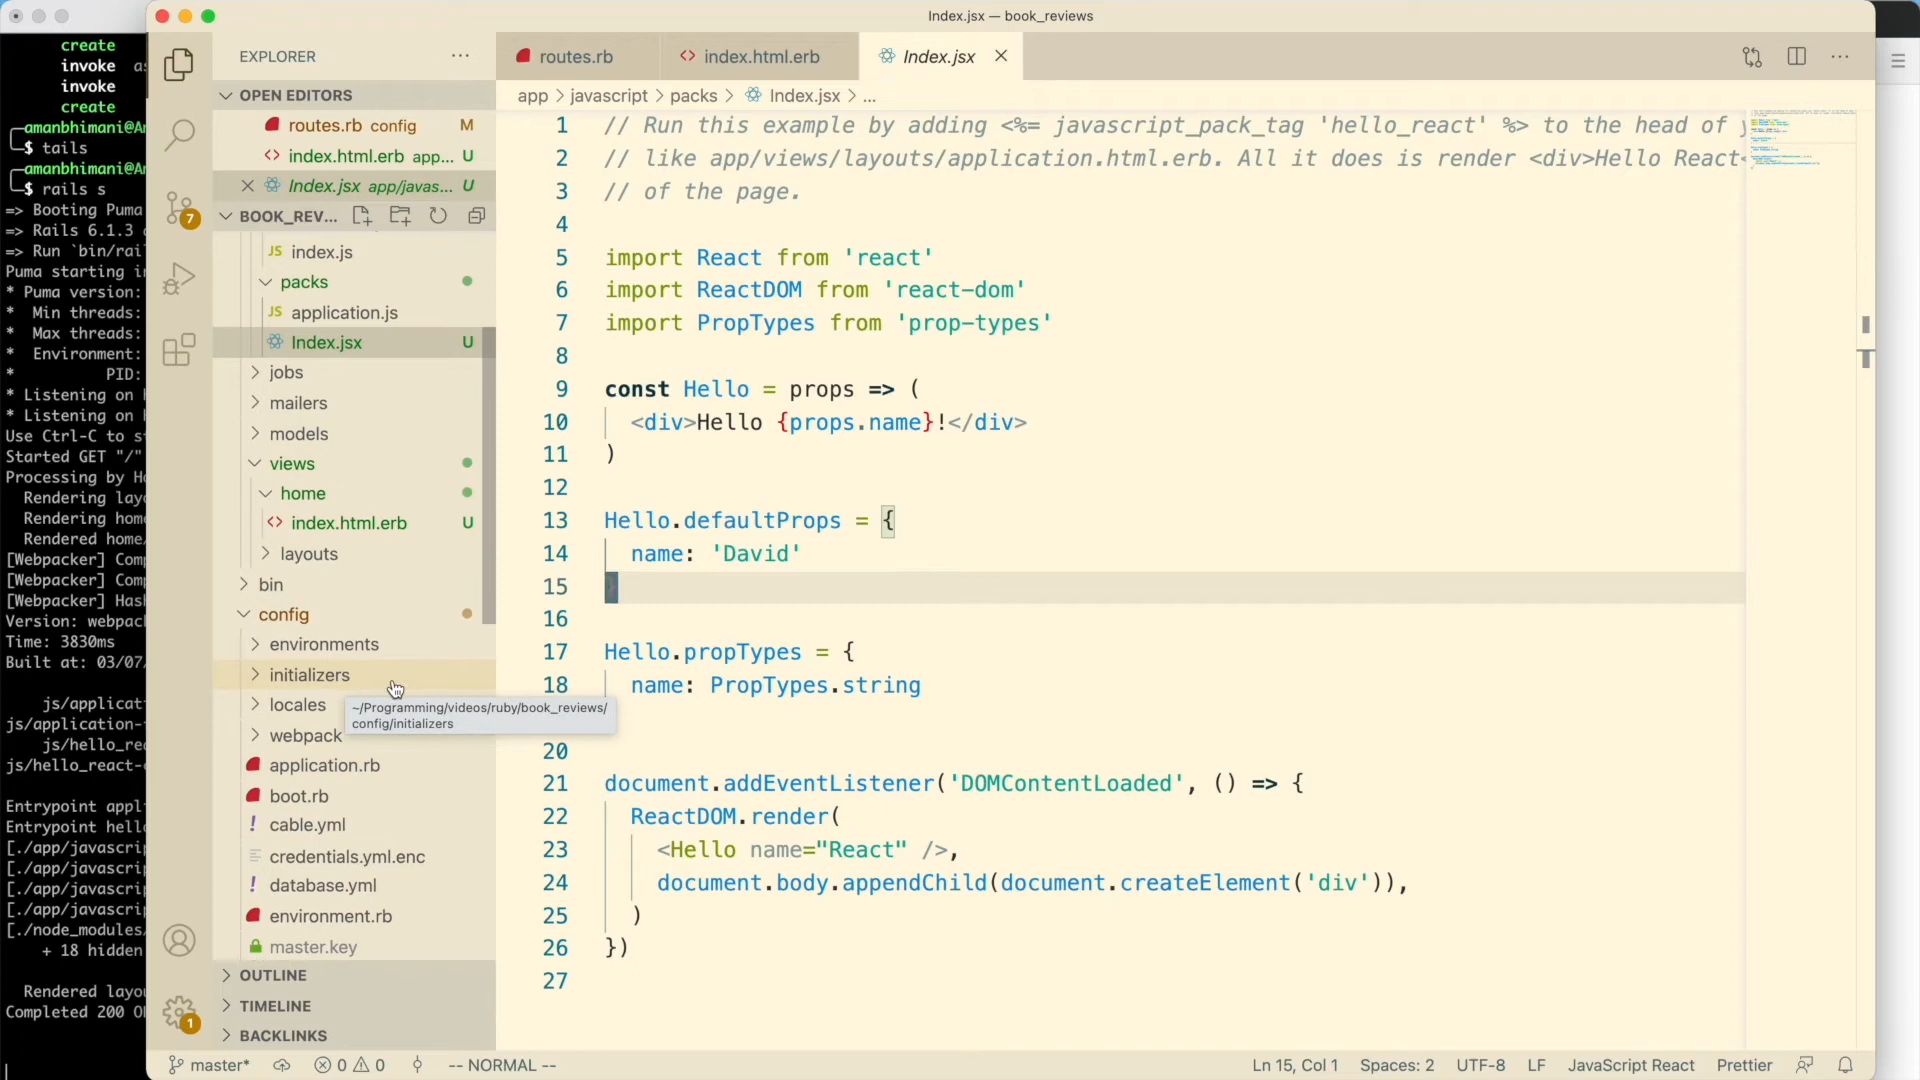 Index.jsx — book_reviews
create
invoke
invoke
create
amanbhimani@
$ tails
amanbhimani@
$ rails s
=> Booting Puma
=> Rails 6.1.3
=> Run `bin/rai
Puma starting i
* Puma version:
* Min threads:
* Max threads:
* Environment:
* PID:
* Listening on
* Listening on
Use Ctrl-C to s
Started GET "/"
Processing by H
Rendering lay
Rendering hom
Rendered home
[Webpacker] Com
[Webpacker] Com
[Webpacker] Has
Version: webpac
Time: 3830ms
Built at: 03/07
js/applicat
js/application-
js/hello_re
js/hello_react-
Entrypoint appl
Entrypoint hell
[./app/javascri
[./app/javascri
[./app/javascri
[./app/javascri
[./node_modules
+ 18 hidden
Rendered layo
Completed 200 O
EXPLORER
OPEN EDITORS
routes.rb config M
index.html.erb app... U
Index.jsx app/javas... U
BOOK_REV...
index.js
packs
application.js
Index.jsx U
jobs
mailers
models
views
home
index.html.erb U
layouts
bin
config
environments
initializers
locales
webpack
application.rb
boot.rb
cable.yml
credentials.yml.enc
database.yml
environment.rb
master.key
OUTLINE
TIMELINE
BACKLINKS
~/Programming/videos/ruby/book_reviews/
config/initializers
7
1
routes.rb
index.html.erb
Index.jsx
app > javascript > packs > Index.jsx > ...
1 // Run this example by adding <%= javascript_pack_tag 'hello_react' %> to the head of
2 // like app/views/layouts/application.html.erb. All it does is render <div>Hello React
3 // of the page.
4
5 import React from 'react'
6 import ReactDOM from 'react-dom'
7 import PropTypes from 'prop-types'
8
9 const Hello = props => (
10 <div>Hello {props.name}!</div>
11 )
12
13 Hello.defaultProps = {
14 name: 'David'
15 }
16
17 Hello.propTypes = {
18 name: PropTypes.string
20
21 document.addEventListener('DOMContentLoaded', () => {
22 ReactDOM.render(
23 <Hello name="React" />,
24 document.body.appendChild(document.createElement('div')),
25 )
26 })
27
master* 0 0 -- NORMAL -- Ln 15, Col 1 Spaces: 2 UTF-8 LF JavaScript React Prettier